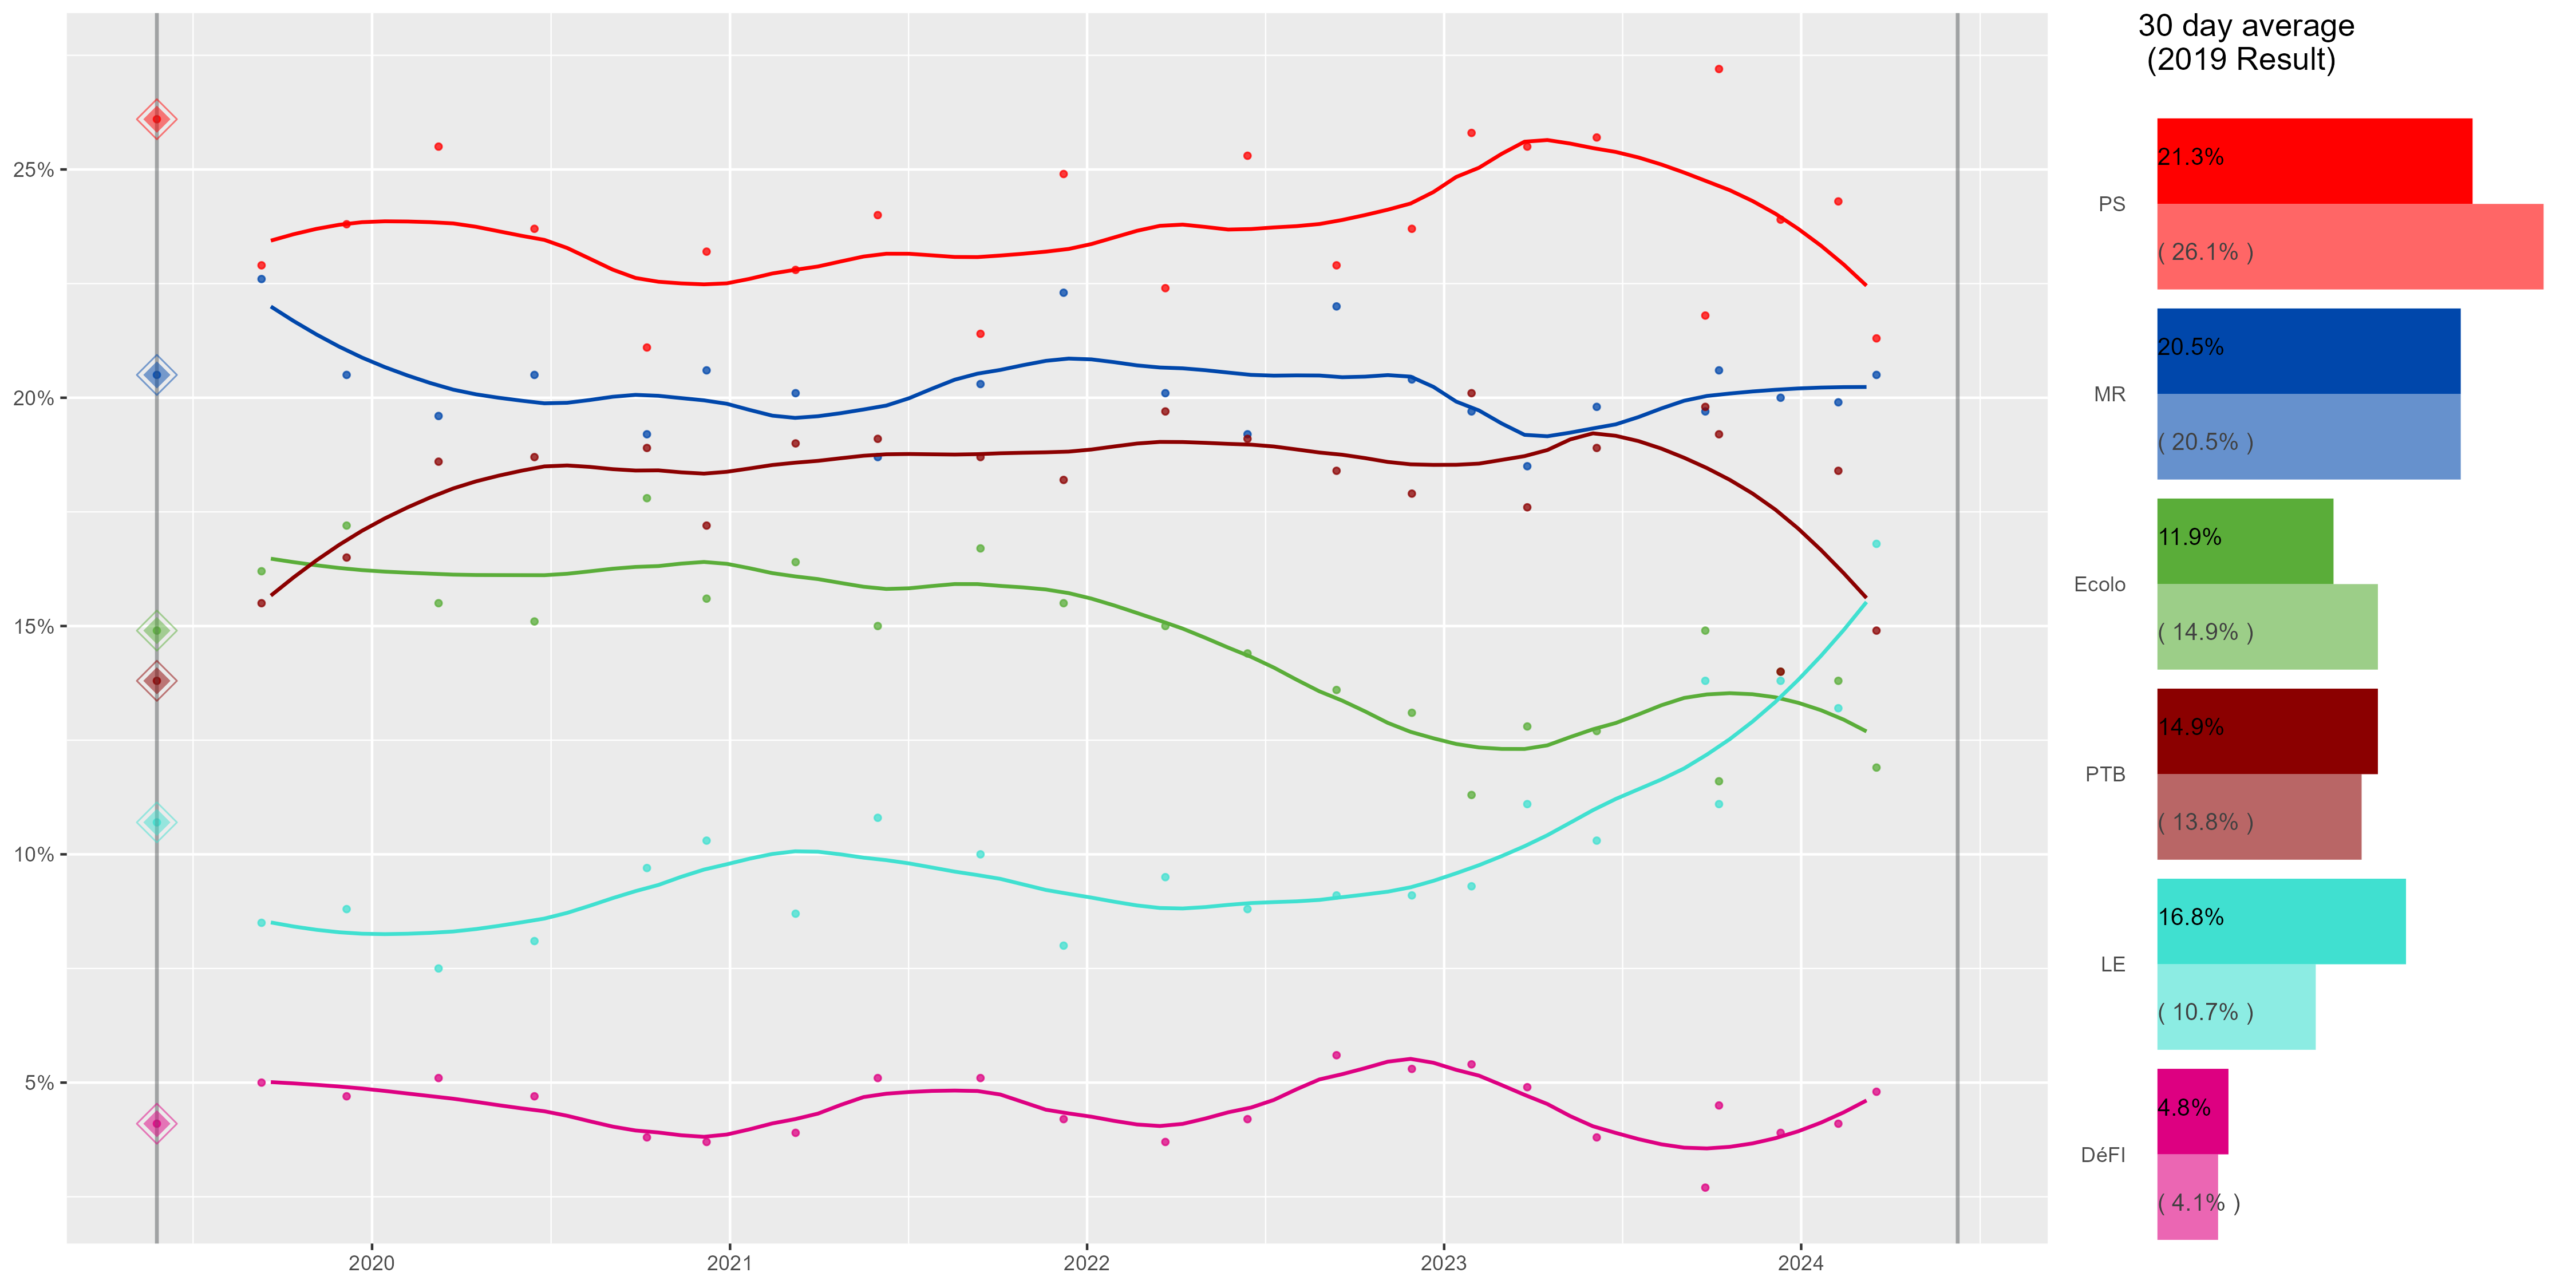 30 day average
(2019 Result)
25%
20%
15%
10%
5%
2020
2021
2022
2023
2024
PS
21.3%
( 26.1% )
MR
20.5%
( 20.5% )
Ecolo
11.9%
( 14.9% )
PTB
14.9%
( 13.8% )
LE
16.8%
( 10.7% )
DéFI
4.8%
( 4.1% )